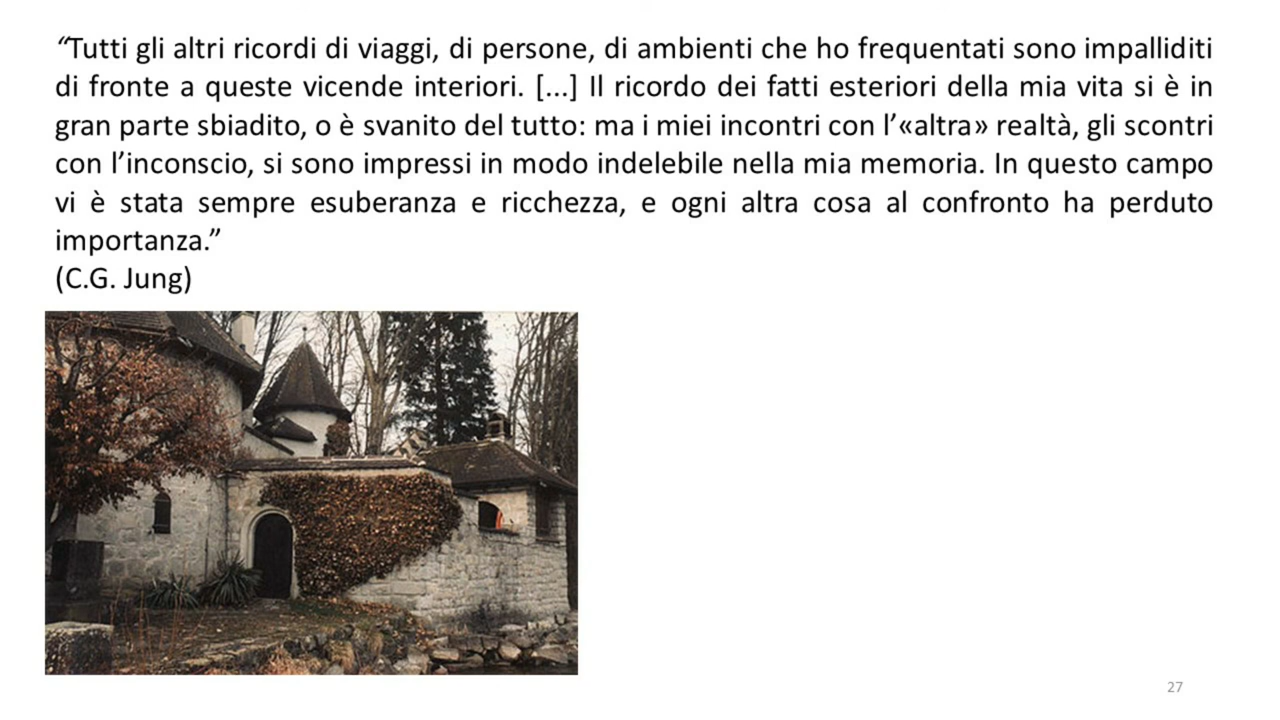 “Tutti gli altri ricordi di viaggi, di persone, di ambienti che ho frequentati sono impalliditi
di fronte a queste vicende interiori. [...] Il ricordo dei fatti esteriori della mia vita si è in
gran parte sbiadito, o è svanito del tutto: ma i miei incontri con l’«altra» realtà, gli scontri
con l’inconscio, si sono impressi in modo indelebile nella mia memoria. In questo campo
vi è stata sempre esuberanza e ricchezza, e ogni altra cosa al confronto ha perduto
importanza.”
(C.G. Jung)
27